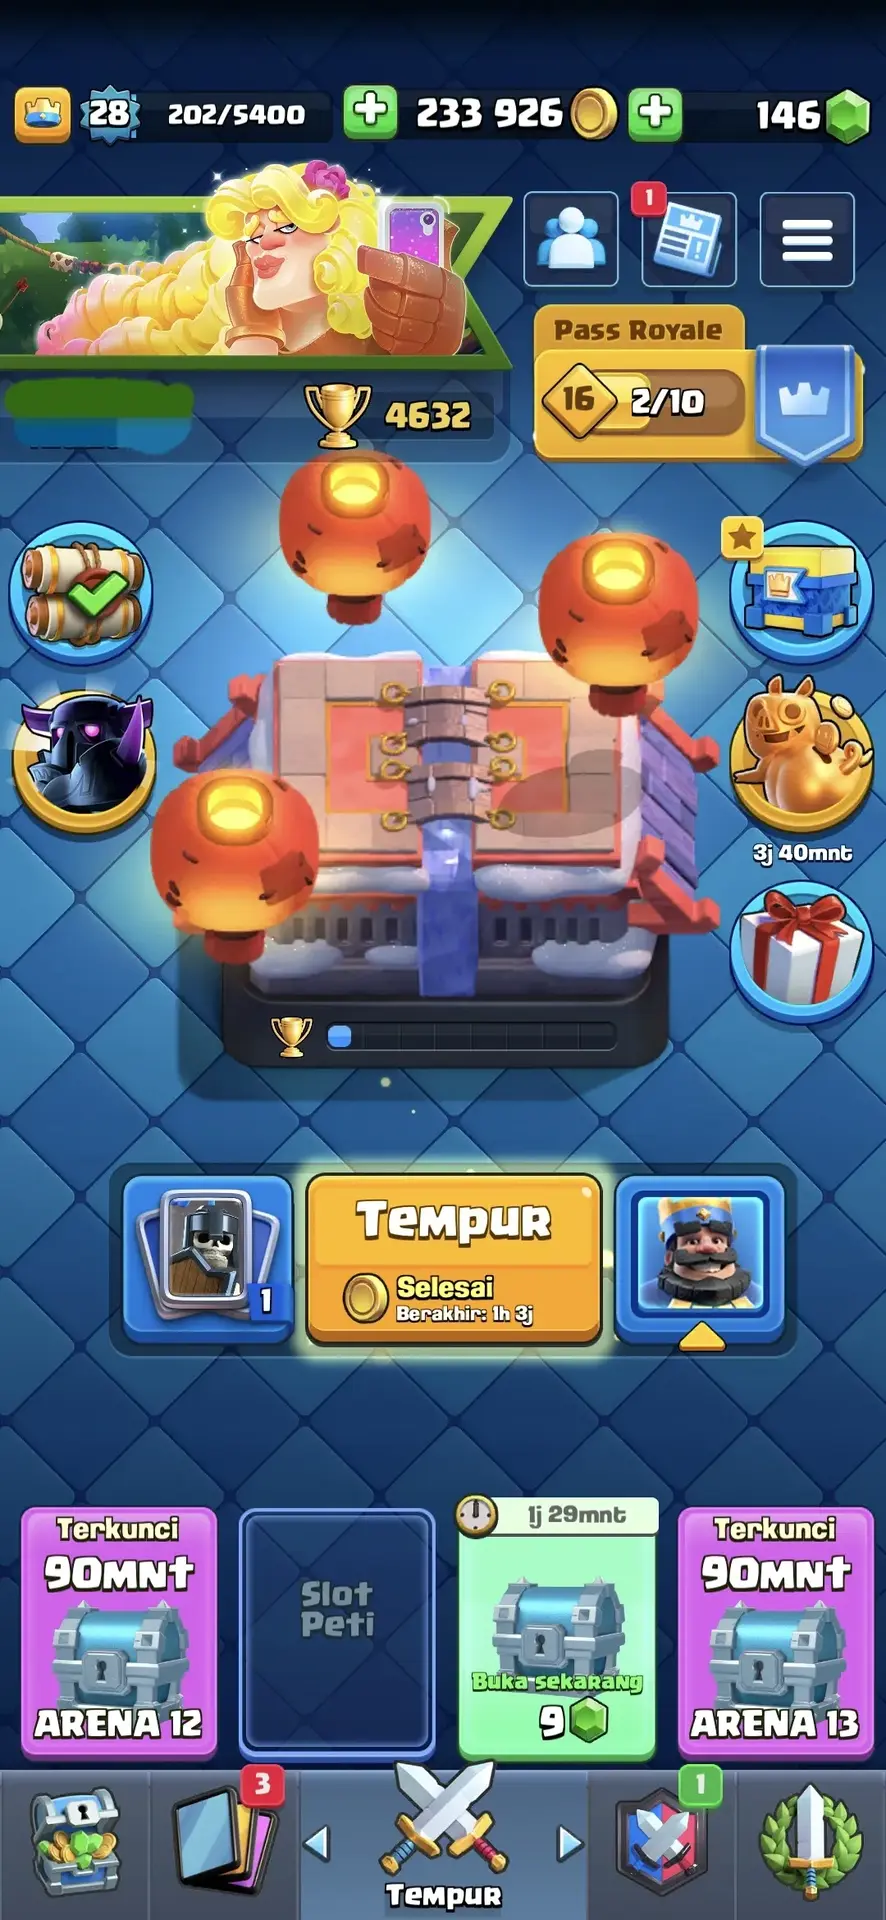 28
202/5400
233 926
146
1
Pass Royale
16
2/10
4632
3j 40mnt
Tempur
Selesai
Berakhir: 1h 3j
1
Terkunci
90MNT
ARENA 12
Slot
Peti
1j 29mnt
Buka sekarang
9
Terkunci
90MNT
ARENA 13
3
Tempur
1